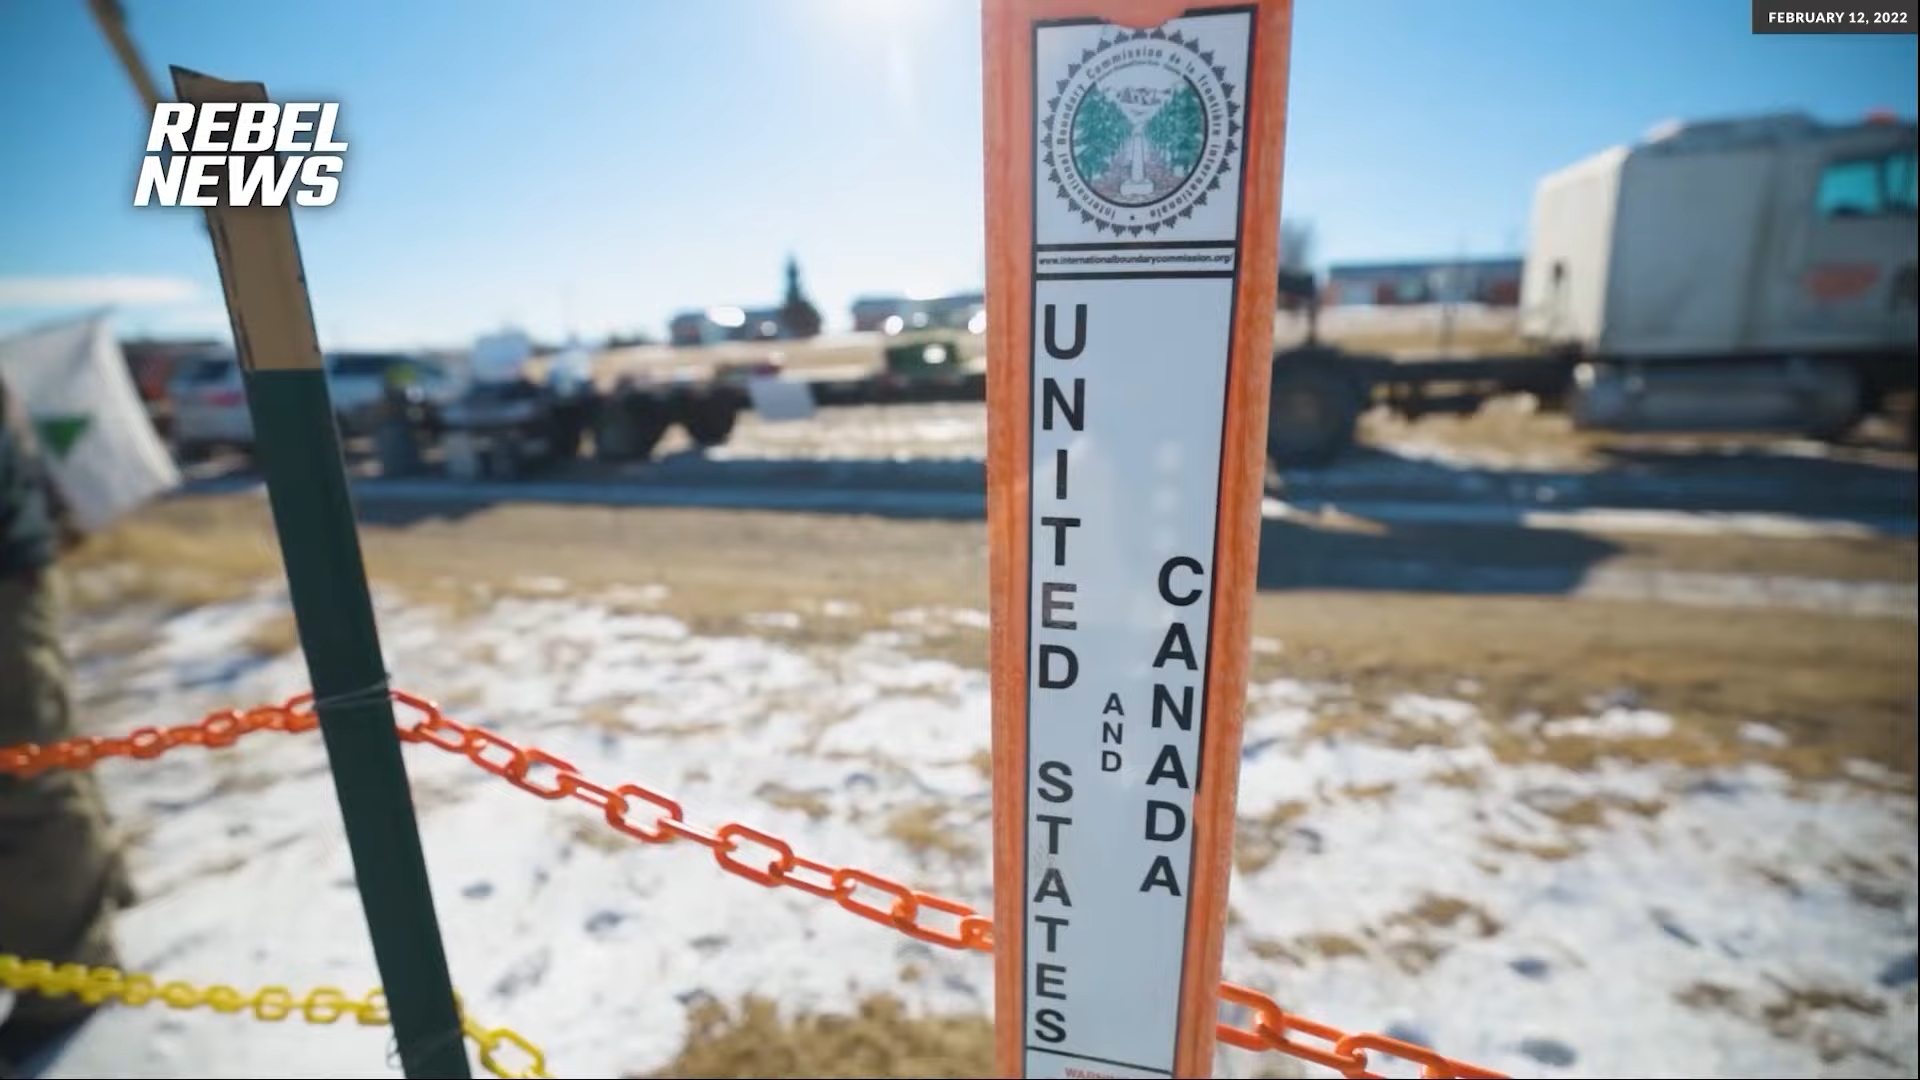 FEBRUARY 12, 2022
REBEL
NEWS
International Boundary Commission de la frontière internationale
www.internationalboundarycommission.org/
UNITED STATES
AND
CANADA